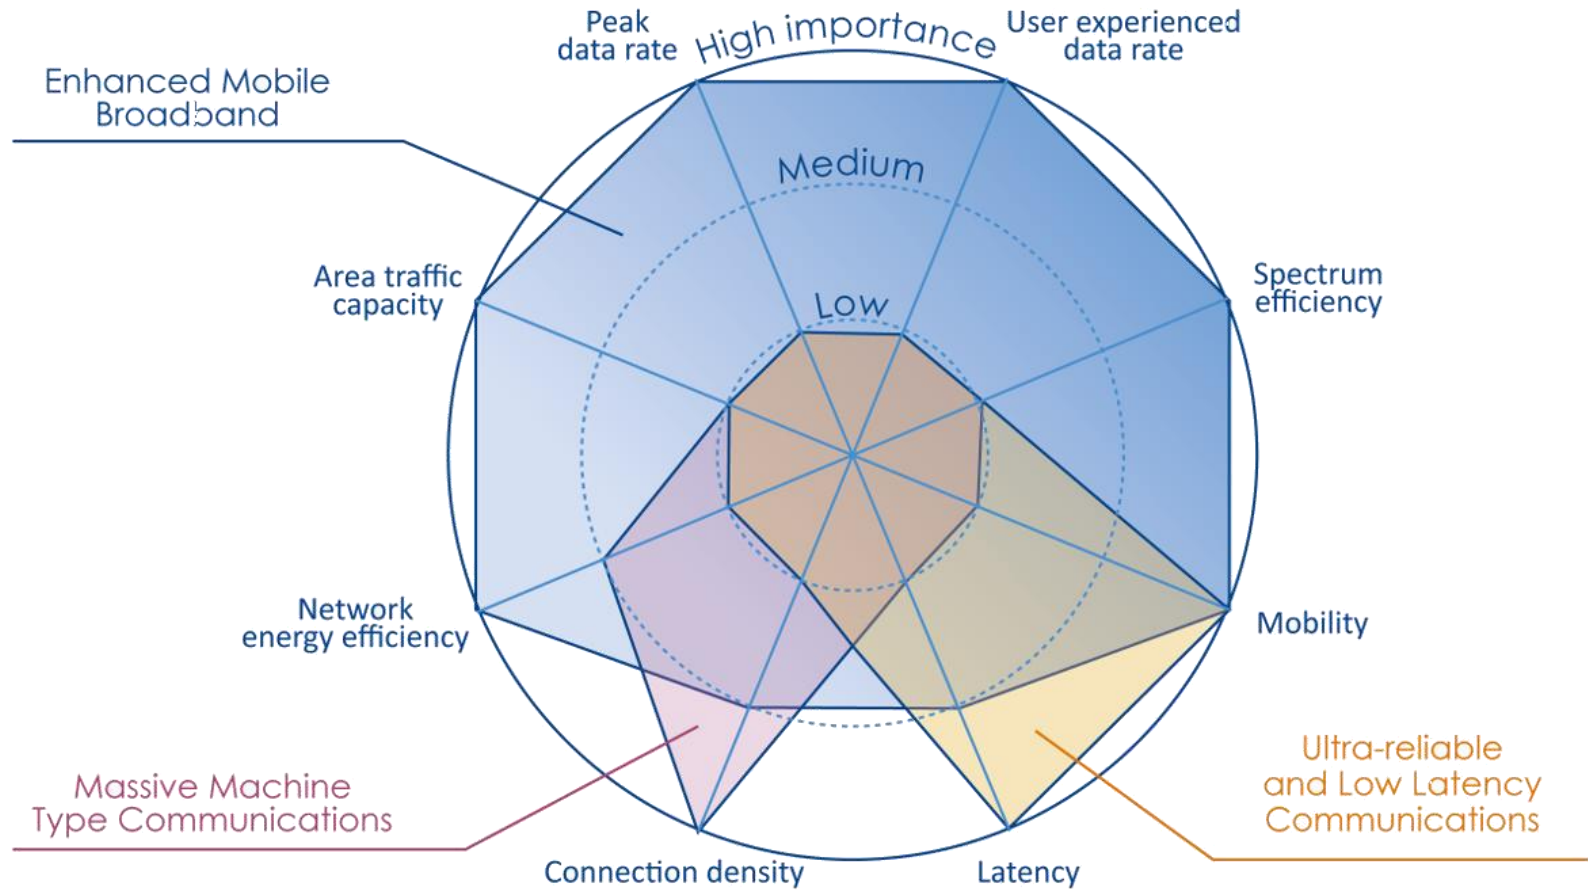 Peak
data rate
High importance
User experienced
data rate
Enhanced Mobile
Broadband
Medium
Area traffic
capacity
Low
Spectrum
efficiency
Network
energy efficiency
Mobility
Massive Machine
Type Communications
Ultra-reliable
and Low Latency
Communications
Connection density
Latency